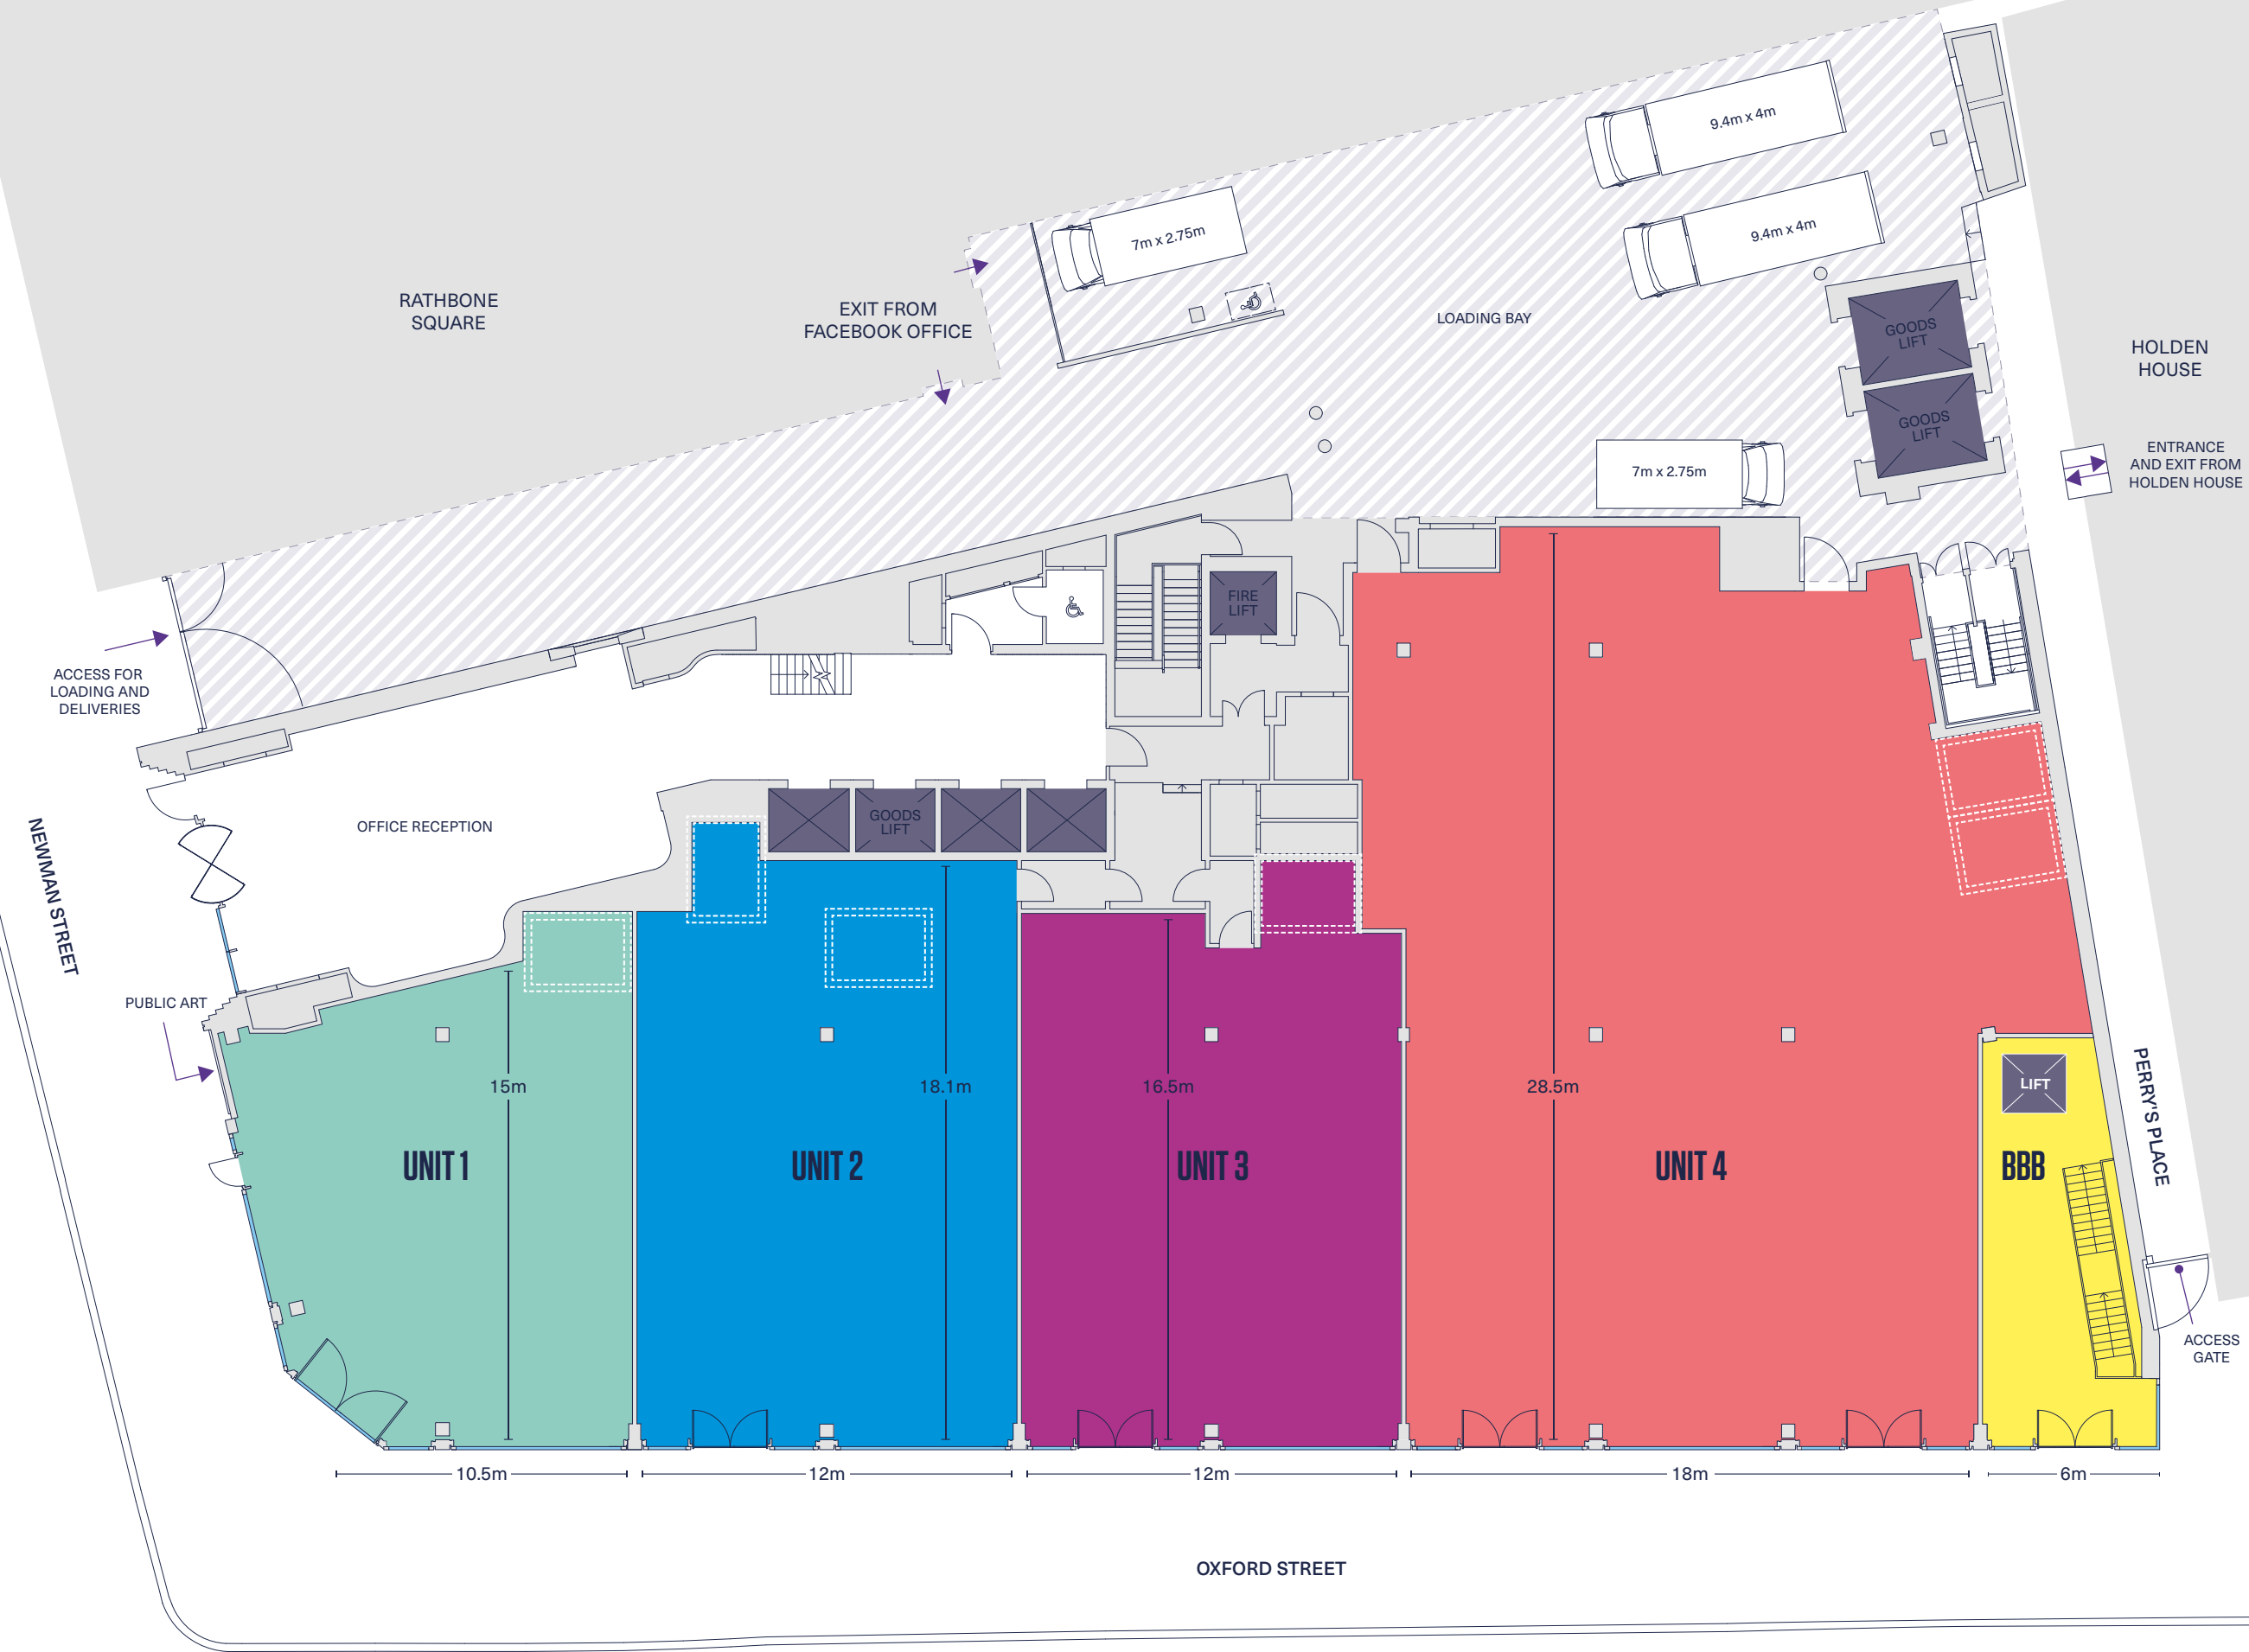 9.4m x 4m
9.4m x 4m
7m x 2.75m
RATHBONE
SQUARE
EXIT FROM
FACEBOOK OFFICE
LOADING BAY
GOODS
LIFT
HOLDEN
HOUSE
GOODS
LIFT
ENTRANCE
AND EXIT FROM
HOLDEN HOUSE
7m x 2.75m
FIRE
LIFT
ACCESS FOR
LOADING AND
DELIVERIES
OFFICE RECEPTION
GOODS
LIFT
NEWMAN STREET
PUBLIC ART
15m
18.1m
16.5m
28.5m
LIFT
PERRY'S PLACE
UNIT 1
UNIT 2
UNIT 3
UNIT 4
BBB
ACCESS
GATE
10.5m
12m
12m
18m
6m
OXFORD STREET